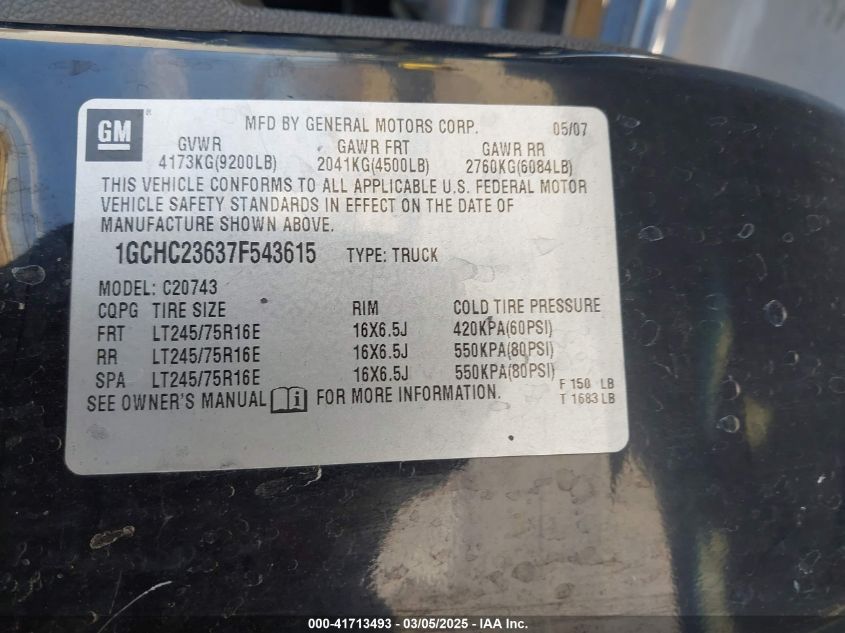 GM ®
MFD BY GENERAL MOTORS CORP. 05/07
GVWR GAWR FRT GAWR RR
4173KG(9200LB) 2041KG(4500LB) 2760KG(6084LB)
THIS VEHICLE CONFORMS TO ALL APPLICABLE U.S. FEDERAL MOTOR
VEHICLE SAFETY STANDARDS IN EFFECT ON THE DATE OF
MANUFACTURE SHOWN ABOVE.
1GCHC23637F543615 TYPE: TRUCK
MODEL: C20743
CQPG TIRE SIZE RIM COLD TIRE PRESSURE
FRT LT245/75R16E 16X6.5J 420KPA(60PSI)
RR LT245/75R16E 16X6.5J 550KPA(80PSI)
SPA LT245/75R16E 16X6.5J 550KPA(80PSI)
SEE OWNER'S MANUAL i FOR MORE INFORMATION.
F 150 LB
T 1683 LB
000-41713493 - 03/05/2025 - IAA Inc.